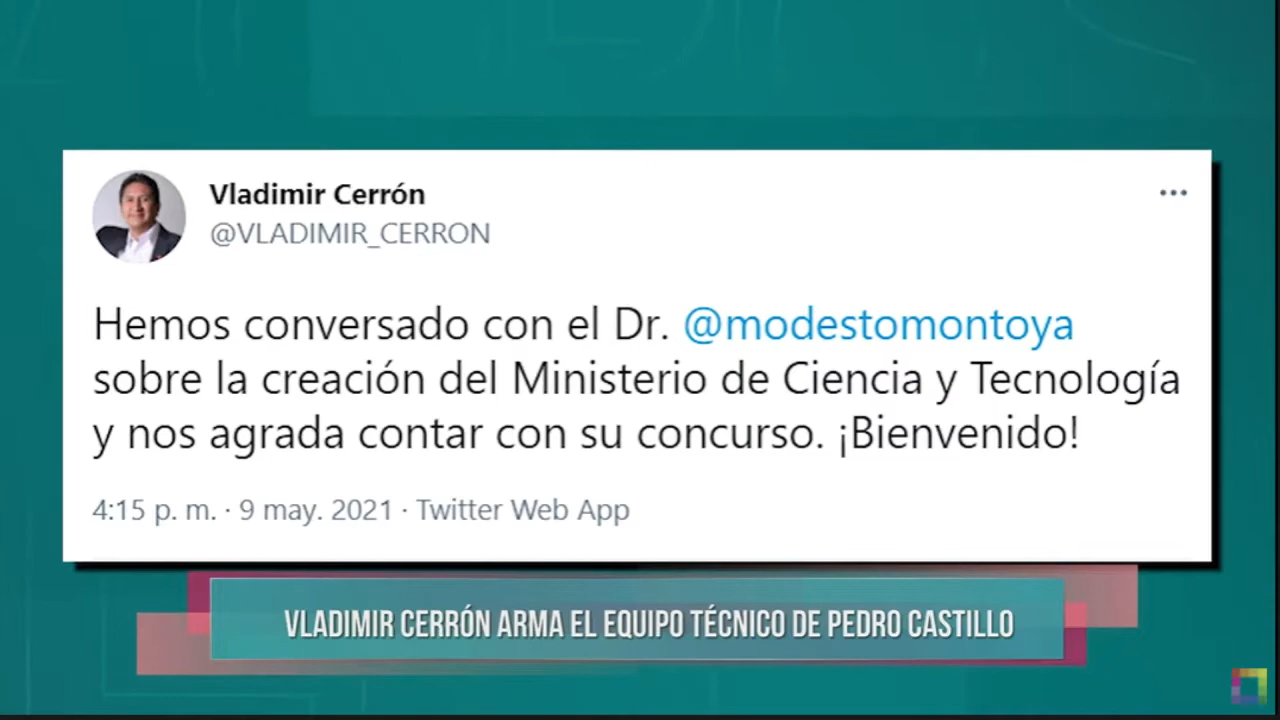 Vladimir Cerrón
@VLADIMIR_CERRON
Hemos conversado con el Dr. @modestomontoya
sobre la creación del Ministerio de Ciencia y Tecnología
y nos agrada contar con su concurso. ¡Bienvenido!
4:15 p. m. · 9 may. 2021 · Twitter Web App
VLADIMIR CERRÓN ARMA EL EQUIPO TÉCNICO DE PEDRO CASTILLO